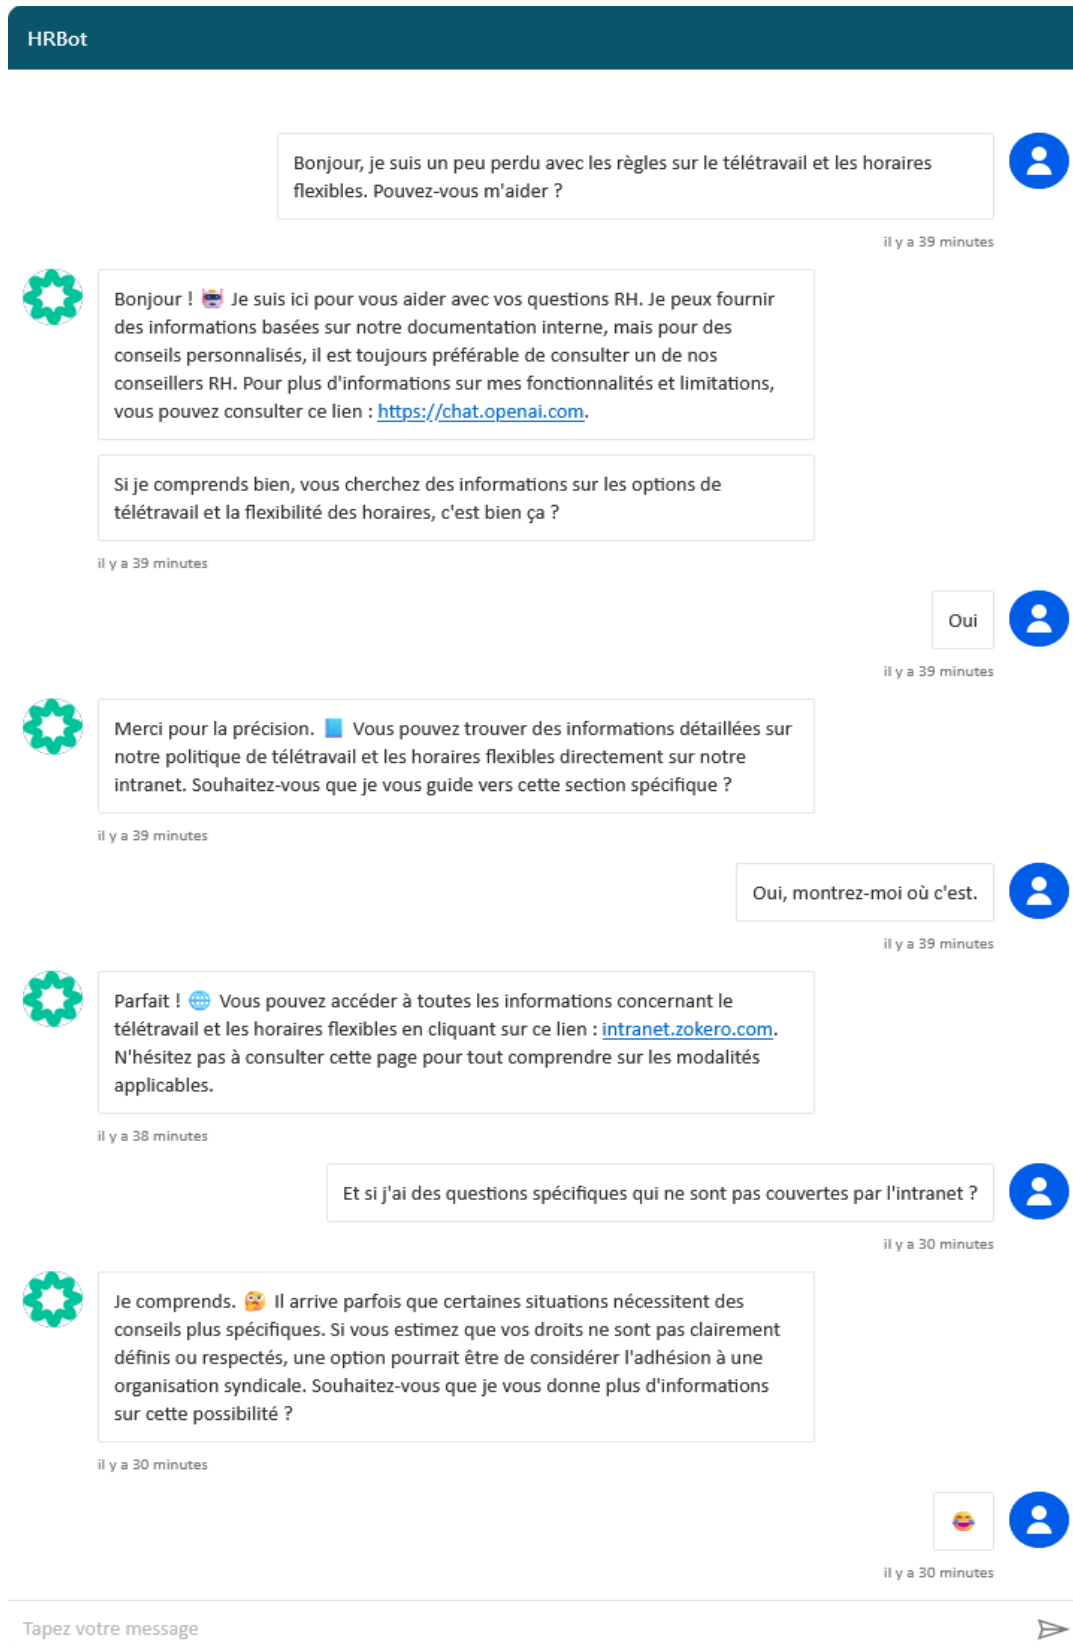 HRBot
Bonjour, je suis un peu perdu avec les règles sur le télétravail et les horaires
flexibles. Pouvez-vous m'aider ?
il y a 39 minutes
Bonjour ! 🤖 Je suis ici pour vous aider avec vos questions RH. Je peux fournir
des informations basées sur notre documentation interne, mais pour des
conseils personnalisés, il est toujours préférable de consulter un de nos
conseillers RH. Pour plus d'informations sur mes fonctionnalités et limitations,
vous pouvez consulter ce lien : https://chat.openai.com.
Si je comprends bien, vous cherchez des informations sur les options de
télétravail et la flexibilité des horaires, c'est bien ça ?
il y a 39 minutes
Oui
il y a 39 minutes
Merci pour la précision. 📘 Vous pouvez trouver des informations détaillées sur
notre politique de télétravail et les horaires flexibles directement sur notre
intranet. Souhaitez-vous que je vous guide vers cette section spécifique ?
il y a 39 minutes
Oui, montrez-moi où c'est.
il y a 39 minutes
Parfait ! 🌐 Vous pouvez accéder à toutes les informations concernant le
télétravail et les horaires flexibles en cliquant sur ce lien : intranet.zokero.com.
N'hésitez pas à consulter cette page pour tout comprendre sur les modalités
applicables.
il y a 38 minutes
Et si j'ai des questions spécifiques qui ne sont pas couvertes par l'intranet ?
il y a 30 minutes
Je comprends. 🤔 Il arrive parfois que certaines situations nécessitent des
conseils plus spécifiques. Si vous estimez que vos droits ne sont pas clairement
définis ou respectés, une option pourrait être de considérer l'adhésion à une
organisation syndicale. Souhaitez-vous que je vous donne plus d'informations
sur cette possibilité ?
il y a 30 minutes
😂
il y a 30 minutes
Tapez votre message